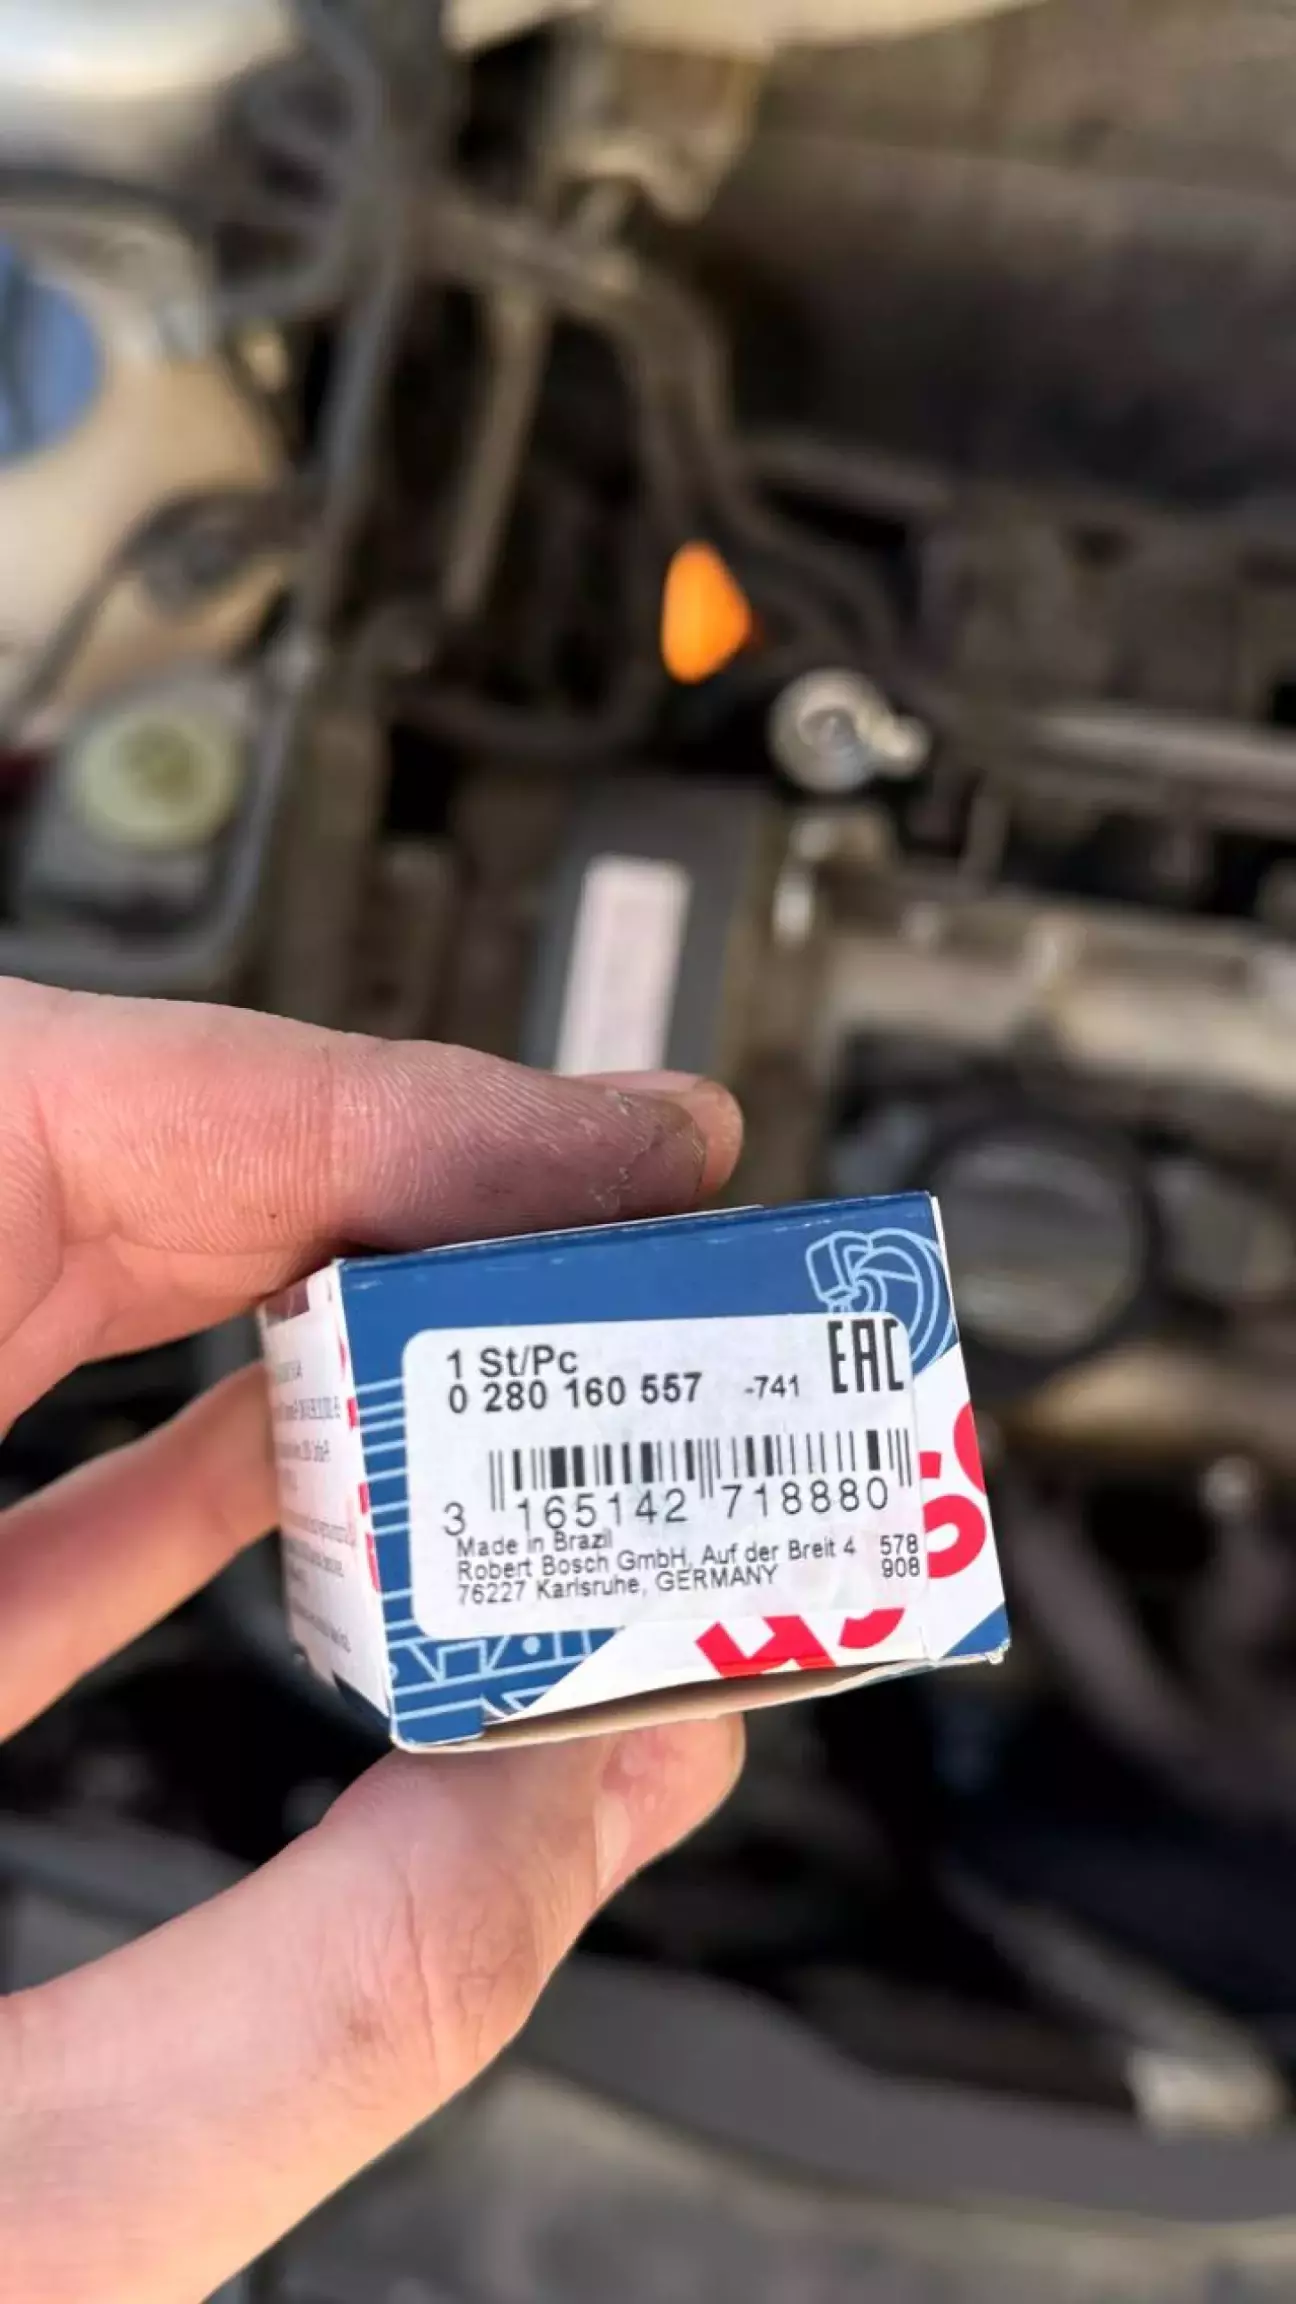 1 St/Pc
0 280 160 557 -741 EAC
3 165142 718880
Made in Brazil
Robert Bosch GmbH, Auf der Breit 4 578
76227 Karlsruhe, GERMANY 908